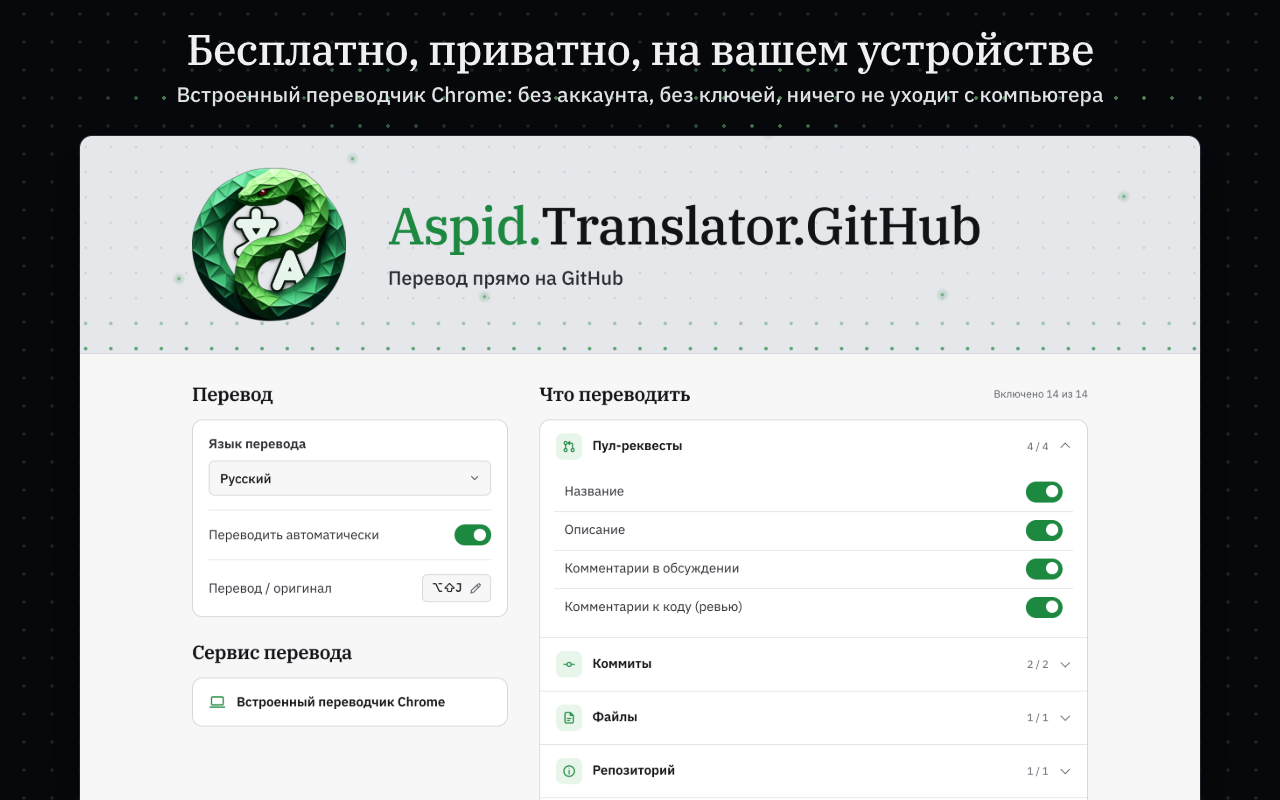 Бесплатно, приватно, на вашем устройстве
Встроенный переводчик Chrome: без аккаунта, без ключей, ничего не уходит с компьютера
文
A
Aspid.Translator.GitHub
Перевод прямо на GitHub
Перевод
Язык перевода
Русский
Переводить автоматически
Перевод / оригинал
⌥⇧J
Сервис перевода
Встроенный переводчик Chrome
Что переводить
Включено 14 из 14
Пул-реквесты
4 / 4
Название
Описание
Комментарии в обсуждении
Комментарии к коду (ревью)
Коммиты
2 / 2
Файлы
1 / 1
Репозиторий
1 / 1